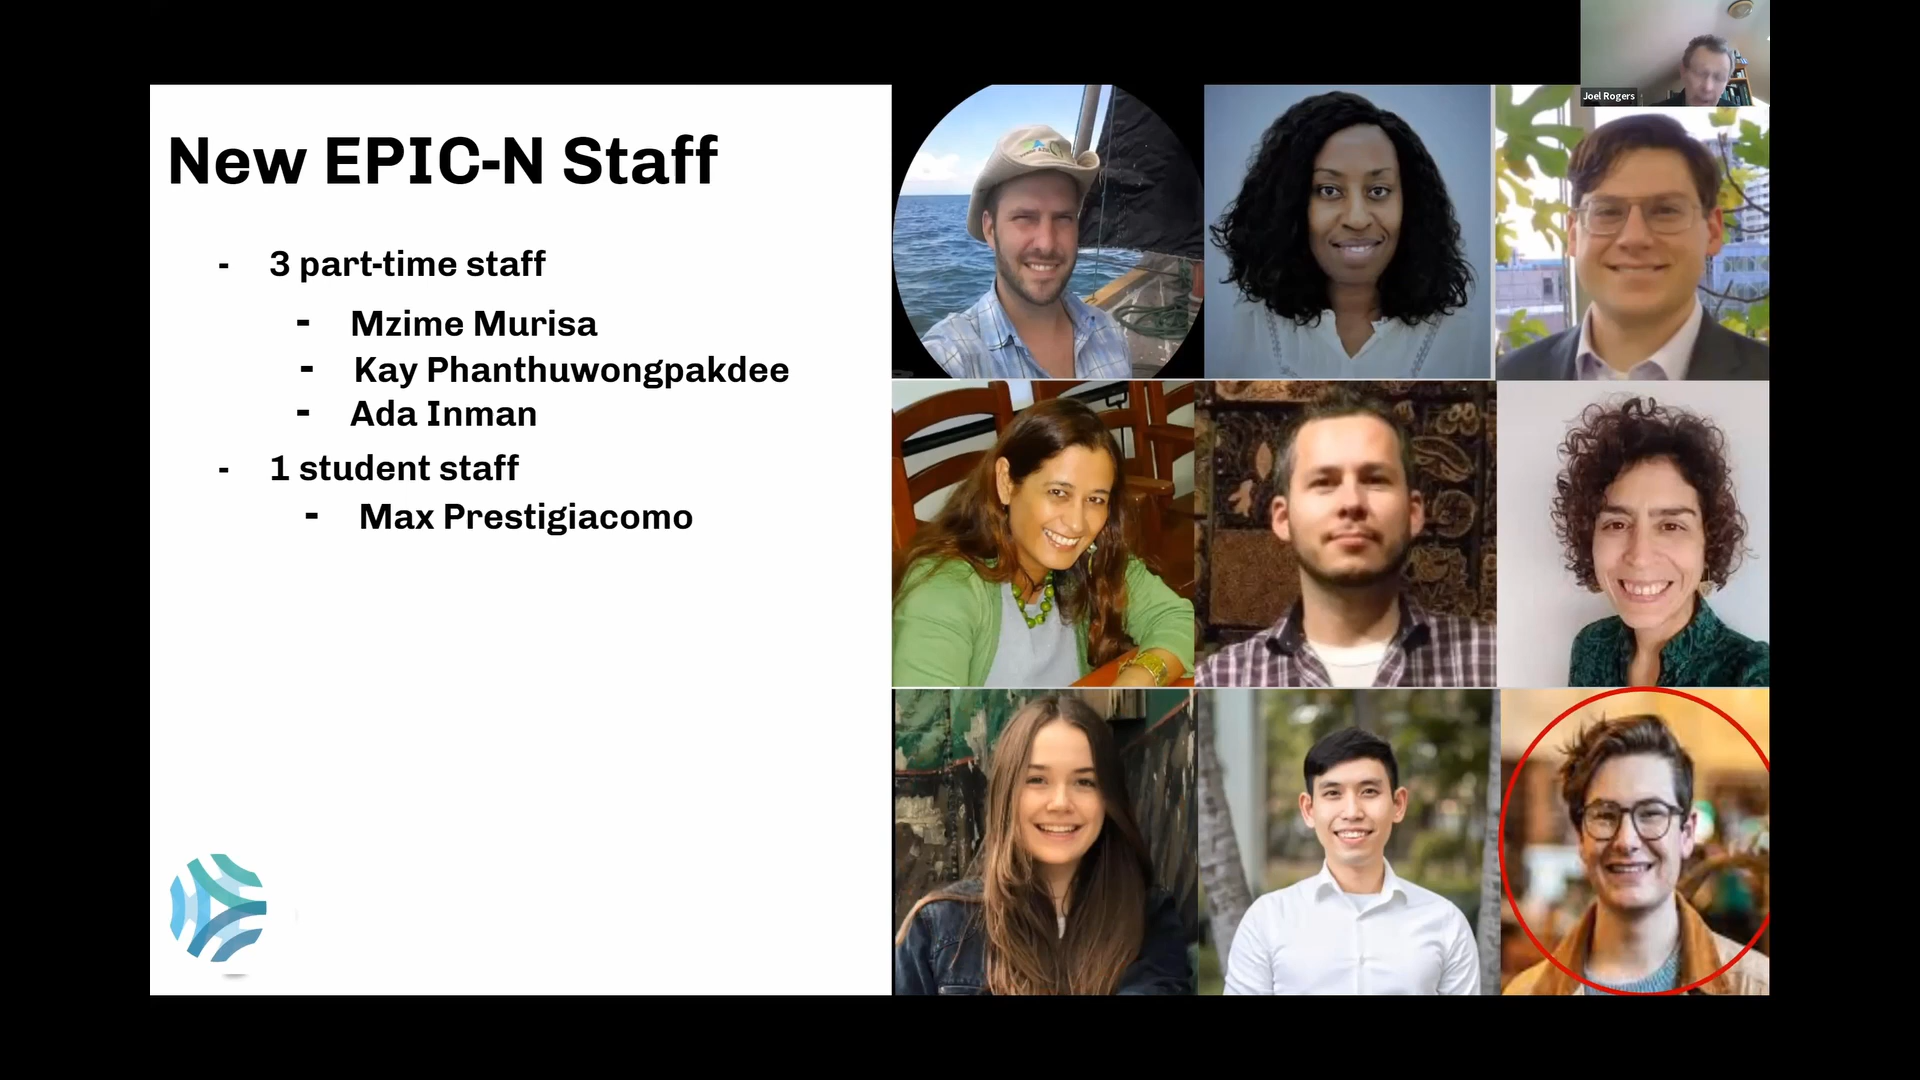 New EPIC-N Staff
- 3 part-time staff
- Mzime Murisa
- Kay Phanthuwongpakdee
- Ada Inman
- 1 student staff
- Max Prestigiacomo
Joel Rogers